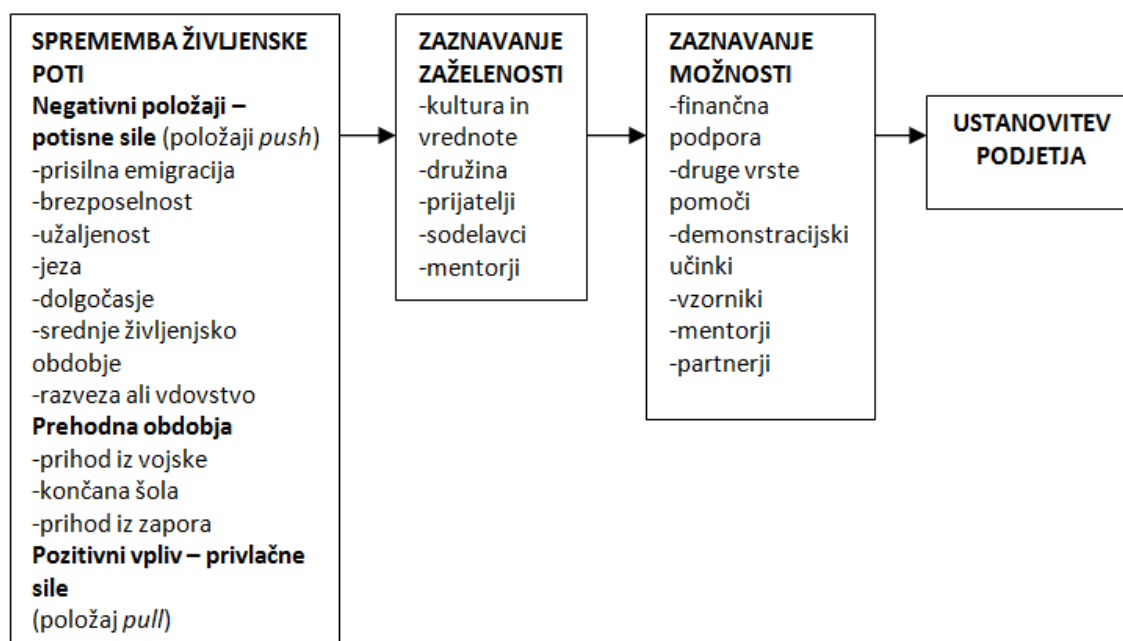 SPREMEMBA ŽIVLJENSKE
POTI
Negativni položaji –
potisne sile (položaji push)
-prisilna emigracija
-brezposelnost
-užaljenost
-jeza
-dolgočasje
-srednje življenjsko
obdobje
-razveza ali vdovstvo
Prehodna obdobja
-prihod iz vojske
-končana šola
-prihod iz zapora
Pozitivni vpliv – privlačne
sile
(položaj pull)
ZAZNAVANJE
ZAŽELENOSTI
-kultura in
vrednote
-družina
-prijatelji
-sodelavci
-mentorji
ZAZNAVANJE
MOŽNOSTI
-finančna
podpora
-druge vrste
pomoči
-demonstracijski
učinki
-vzorniki
-mentorji
-partnerji
USTANOVITEV
PODJETJA